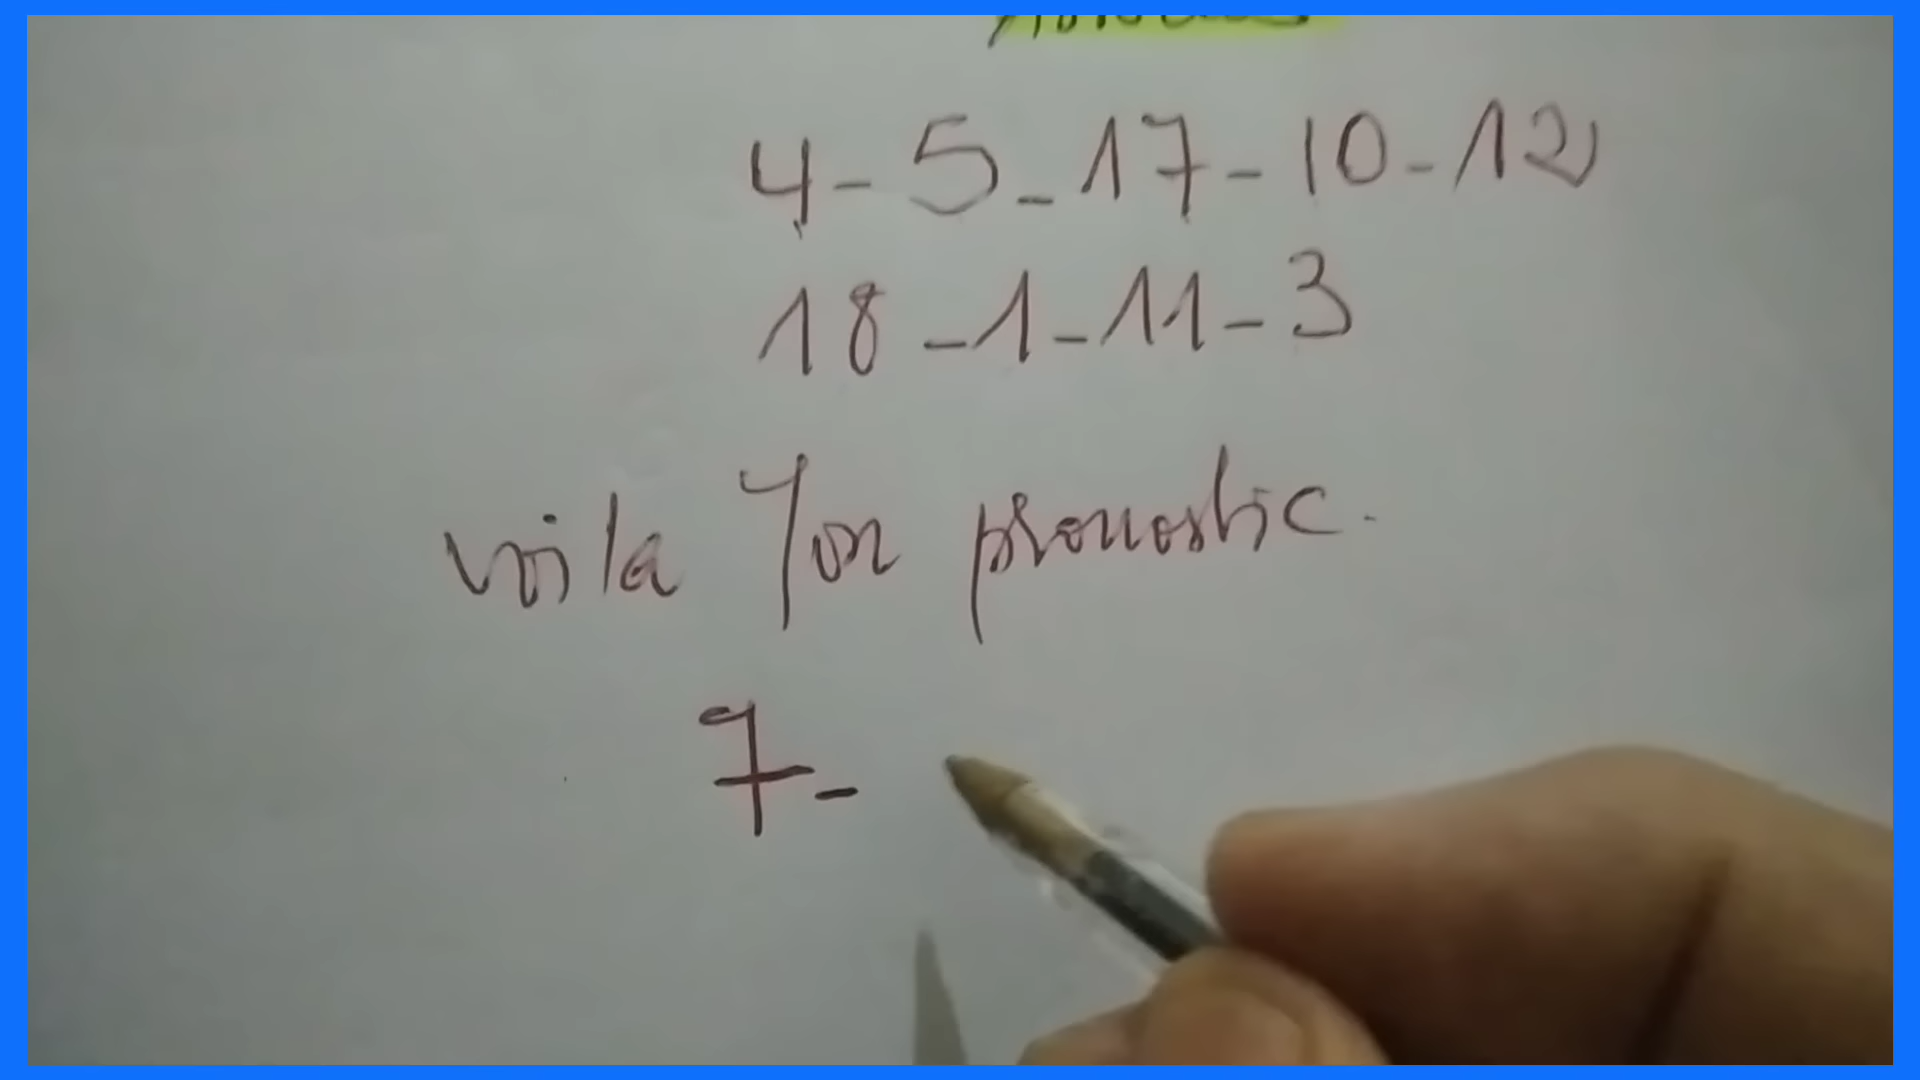 4 - 5 - 17 - 10 - 12
18 - 1 - 11 - 3
voila Ton pronostic.
7 -